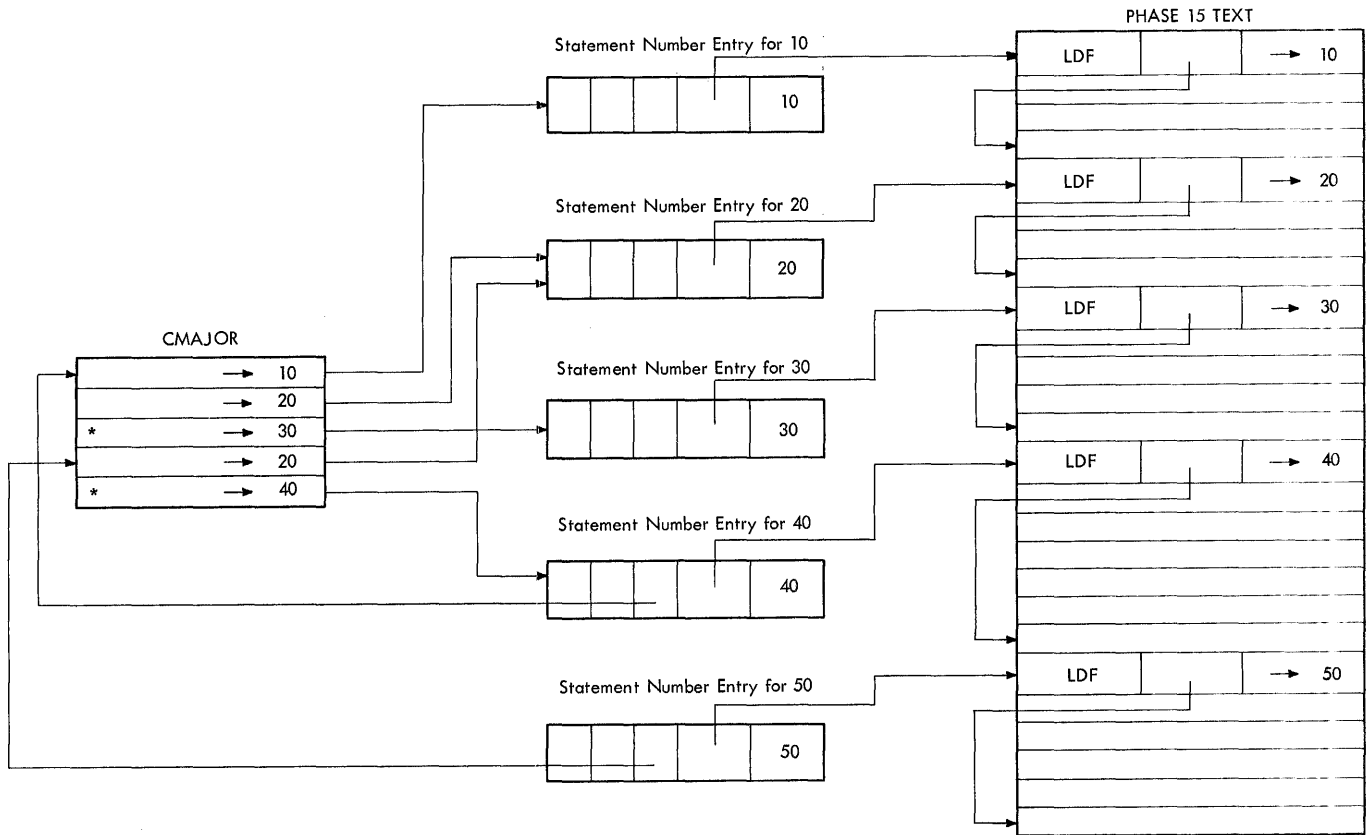 PHASE 15 TEXT
Statement Number Entry for 10
LDF → 10
10
LDF → 20
Statement Number Entry for 20
20
LDF → 30
CMAJOR
→ 10
→ 20
* → 30
→ 20
* → 40
Statement Number Entry for 30
30
LDF → 40
Statement Number Entry for 40
40
LDF → 50
Statement Number Entry for 50
50